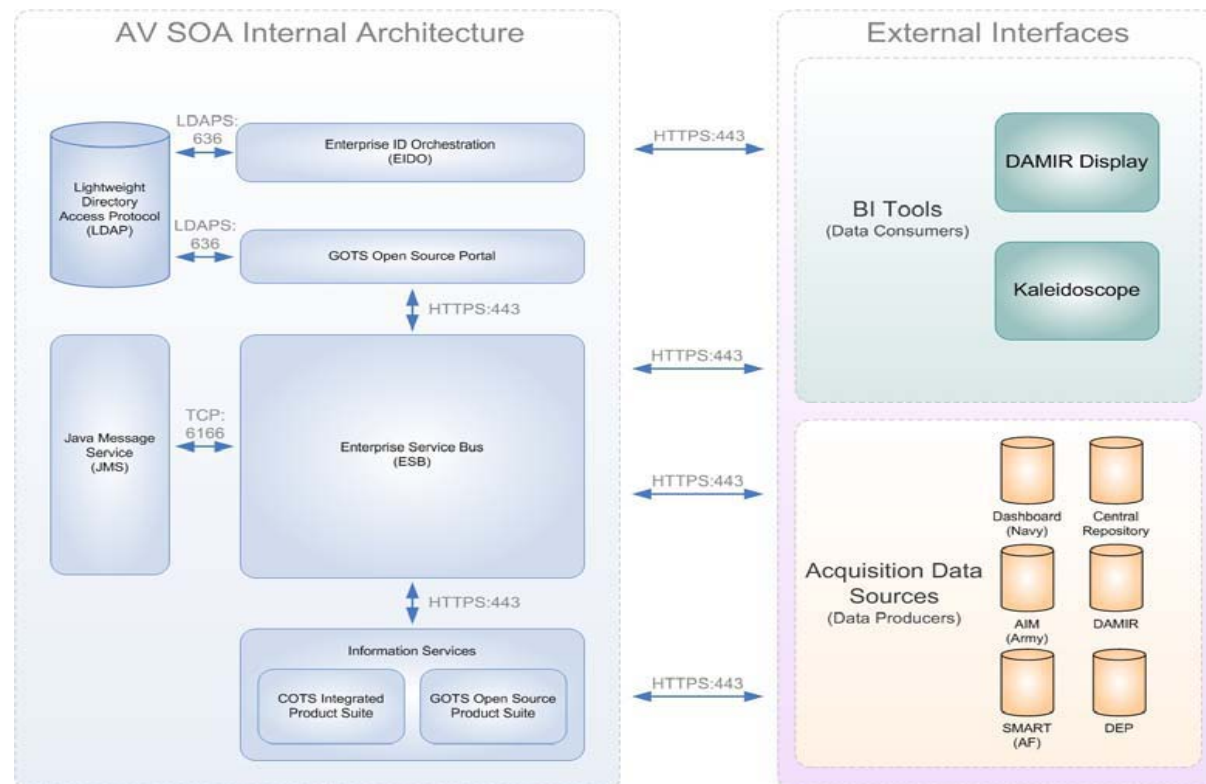 AV SOA Internal Architecture
LDAPS:
636
Enterprise ID Orchestration
(EIDO)
Lightweight
Directory
Access Protocol
(LDAP)
LDAPS:
636
GOTS Open Source Portal
HTTPS:443
Java Message
Service
(JMS)
TCP:
6166
Enterprise Service Bus
(ESB)
HTTPS:443
Information Services
COTS Integrated
Product Suite
GOTS Open Source
Product Suite
HTTPS:443
HTTPS:443
HTTPS:443
HTTPS:443
External Interfaces
BI Tools
(Data Consumers)
DAMIR Display
Kaleidoscope
Acquisition Data
Sources
(Data Producers)
Dashboard
(Navy)
Central
Repository
AIM
(Army)
DAMIR
SMART
(AF)
DEP